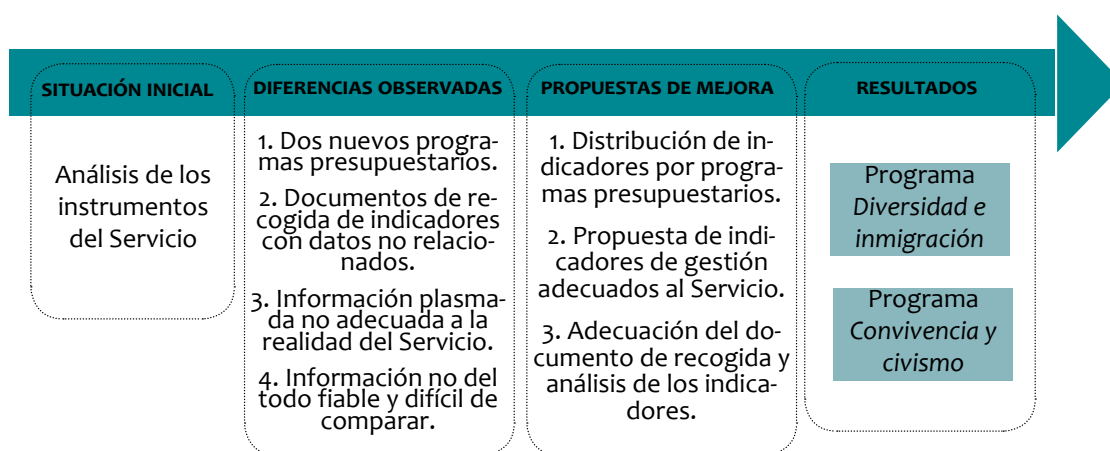 SITUACIÓN INICIAL
Análisis de los
instrumentos
del Servicio
DIFERENCIAS OBSERVADAS
1. Dos nuevos progra-
mas presupuestarios.
2. Documentos de re-
cogida de indicadores
con datos no relacio-
nados.
3. Información plasma-
da no adecuada a la
realidad del Servicio.
4. Información no del
todo fiable y difícil de
comparar.
PROPUESTAS DE MEJORA
1. Distribución de in-
dicadores por progra-
mas presupuestarios.
2. Propuesta de indi-
cadores de gestión
adecuados al Servicio.
3. Adecuación del do-
cumento de recogida y
análisis de los indica-
dores.
RESULTADOS
Programa
Diversidad e
inmigración
Programa
Convivencia y
civismo